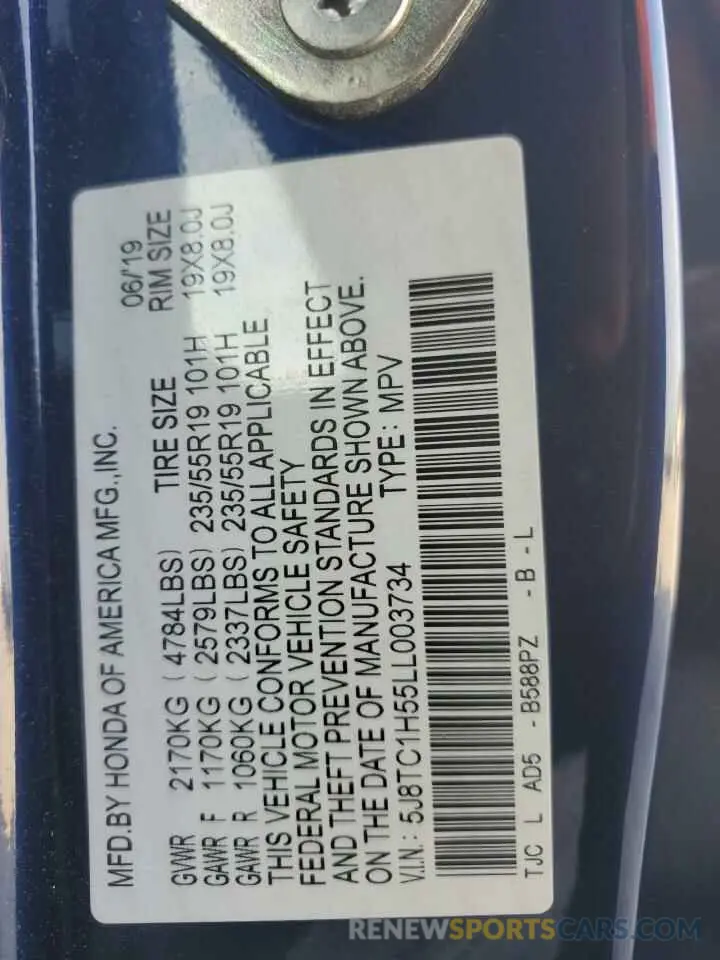 MFD.BY HONDA OF AMERICA MFG.,INC. 06/'19
GVWR 2170KG (4784LBS) TIRE SIZE RIM SIZE
GAWR F 1170KG (2579LBS) 235/55R19 101H 19X8.0J
GAWR R 1060KG (2337LBS) 235/55R19 101H 19X8.0J
THIS VEHICLE CONFORMS TO ALL APPLICABLE
FEDERAL MOTOR VEHICLE SAFETY
AND THEFT PREVENTION STANDARDS IN EFFECT
ON THE DATE OF MANUFACTURE SHOWN ABOVE.
V.I.N.: 5J8TC1H55LL003734 TYPE: MPV
TJC L AD5 -B588PZ -B -L
RENEWSPORTSCARS.COM